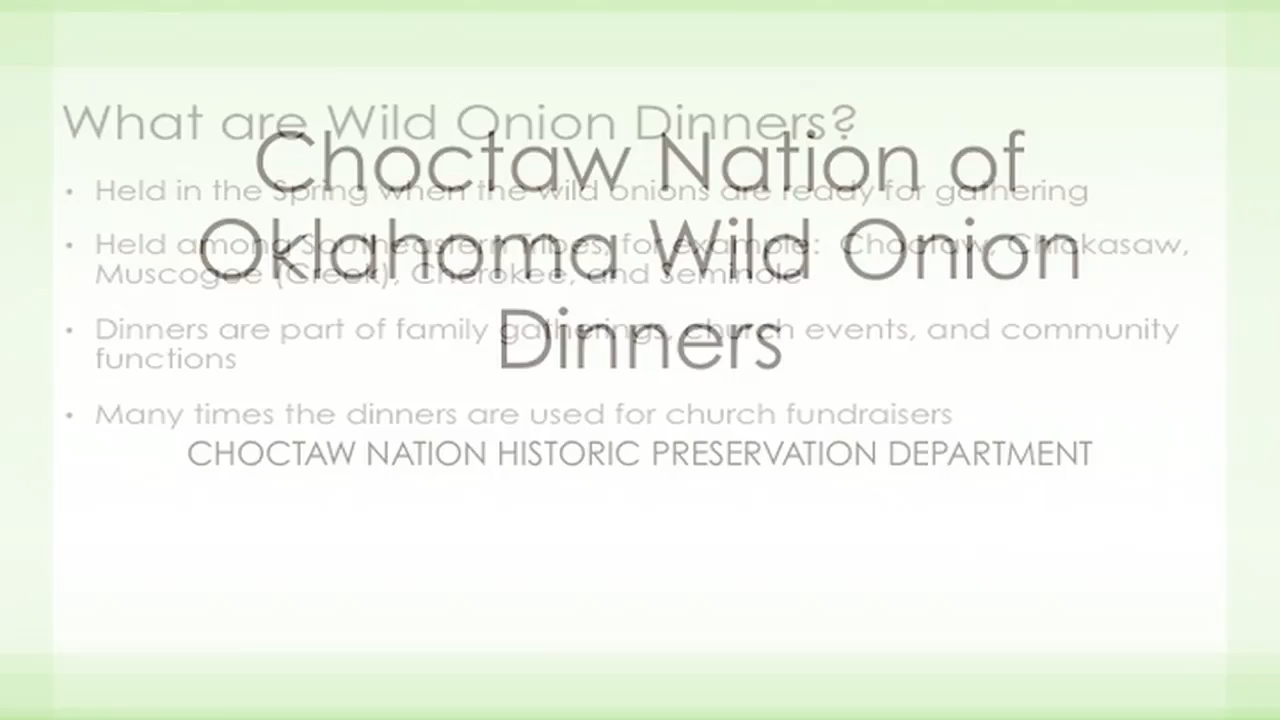 Choctaw Nation of
Oklahoma Wild Onion
Dinners
CHOCTAW NATION HISTORIC PRESERVATION DEPARTMENT
What are Wild Onion Dinners?
• Held in the Spring when the wild onions are ready for gathering
• Held among Southeastern Tribes, for example: Choctaw, Chickasaw,
Muscogee (Creek), Cherokee, and Seminole
• Dinners are part of family gatherings, church events, and community
functions
• Many times the dinners are used for church fundraisers